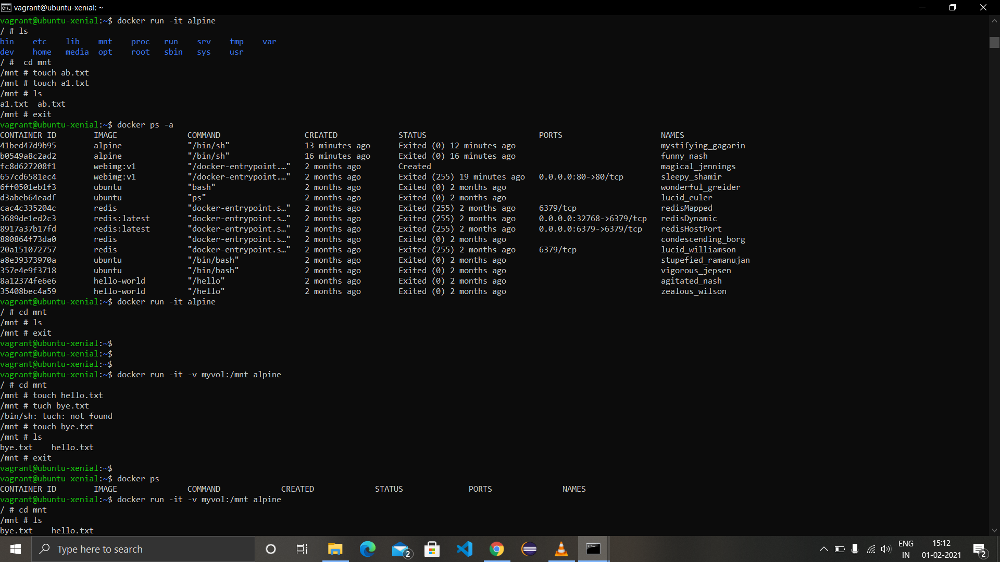 vagrant@ubuntu-xenial: ~
vagrant@ubuntu-xenial:~$ docker run -it alpine
/ # ls
bin    etc    lib    mnt    proc   run    srv    tmp    var
dev    home   media  opt    root   sbin   sys    usr
/ #  cd mnt
/mnt # touch ab.txt
/mnt # touch a1.txt
/mnt # ls
a1.txt  ab.txt
/mnt # exit
vagrant@ubuntu-xenial:~$ docker ps -a
CONTAINER ID        IMAGE               COMMAND                  CREATED             STATUS                        PORTS                     NAMES
41bed47d9b95        alpine              "/bin/sh"                13 minutes ago      Exited (0) 12 minutes ago                               mystifying_gagarin
b0549a8c2ad2        alpine              "/bin/sh"                16 minutes ago      Exited (0) 16 minutes ago                               funny_nash
fc8d627208f1        webimg:v1           "/docker-entrypoint.…"   2 months ago        Created                                                 magical_jennings
657cd6581ec4        webimg:v1           "/docker-entrypoint.…"   2 months ago        Exited (255) 19 minutes ago   0.0.0.0:80->80/tcp        sleepy_shamir
6ff0501eb1f3        ubuntu              "bash"                   2 months ago        Exited (0) 2 months ago                                 wonderful_greider
d3abeb64eadf        ubuntu              "ps"                     2 months ago        Exited (0) 2 months ago                                 lucid_euler
cac4c335204c        redis               "docker-entrypoint.s…"   2 months ago        Exited (255) 2 months ago     6379/tcp                  redisMapped
3689de1ed2c3        redis:latest        "docker-entrypoint.s…"   2 months ago        Exited (255) 2 months ago     0.0.0.0:32768->6379/tcp   redisDynamic
8917a37b17fd        redis:latest        "docker-entrypoint.s…"   2 months ago        Exited (255) 2 months ago     0.0.0.0:6379->6379/tcp    redisHostPort
880864f73da0        redis               "docker-entrypoint.s…"   2 months ago        Exited (0) 2 months ago                                 condescending_borg
20a151072757        redis               "docker-entrypoint.s…"   2 months ago        Exited (255) 2 months ago     6379/tcp                  lucid_williamson
a8e39373970a        ubuntu              "/bin/bash"              2 months ago        Exited (0) 2 months ago                                 stupefied_ramanujan
357e4e9f3718        ubuntu              "/bin/bash"              2 months ago        Exited (0) 2 months ago                                 vigorous_jepsen
8a12374fe6e6        hello-world         "/hello"                 2 months ago        Exited (0) 2 months ago                                 agitated_nash
35408bec4a59        hello-world         "/hello"                 2 months ago        Exited (0) 2 months ago                                 zealous_wilson
vagrant@ubuntu-xenial:~$ docker run -it alpine
/ # cd mnt
/mnt # ls
/mnt # exit
vagrant@ubuntu-xenial:~$
vagrant@ubuntu-xenial:~$
vagrant@ubuntu-xenial:~$
vagrant@ubuntu-xenial:~$ docker run -it -v myvol:/mnt alpine
/ # cd mnt
/mnt # touch hello.txt
/mnt # tuch bye.txt
/bin/sh: tuch: not found
/mnt # touch bye.txt
/mnt # ls
bye.txt    hello.txt
/mnt # exit
vagrant@ubuntu-xenial:~$
vagrant@ubuntu-xenial:~$ docker ps
CONTAINER ID        IMAGE               COMMAND             CREATED             STATUS              PORTS               NAMES
vagrant@ubuntu-xenial:~$ docker run -it -v myvol:/mnt alpine
/ # cd mnt
/mnt # ls
bye.txt    hello.txt
Type here to search
2
ENG
IN
15:12
01-02-2021
2